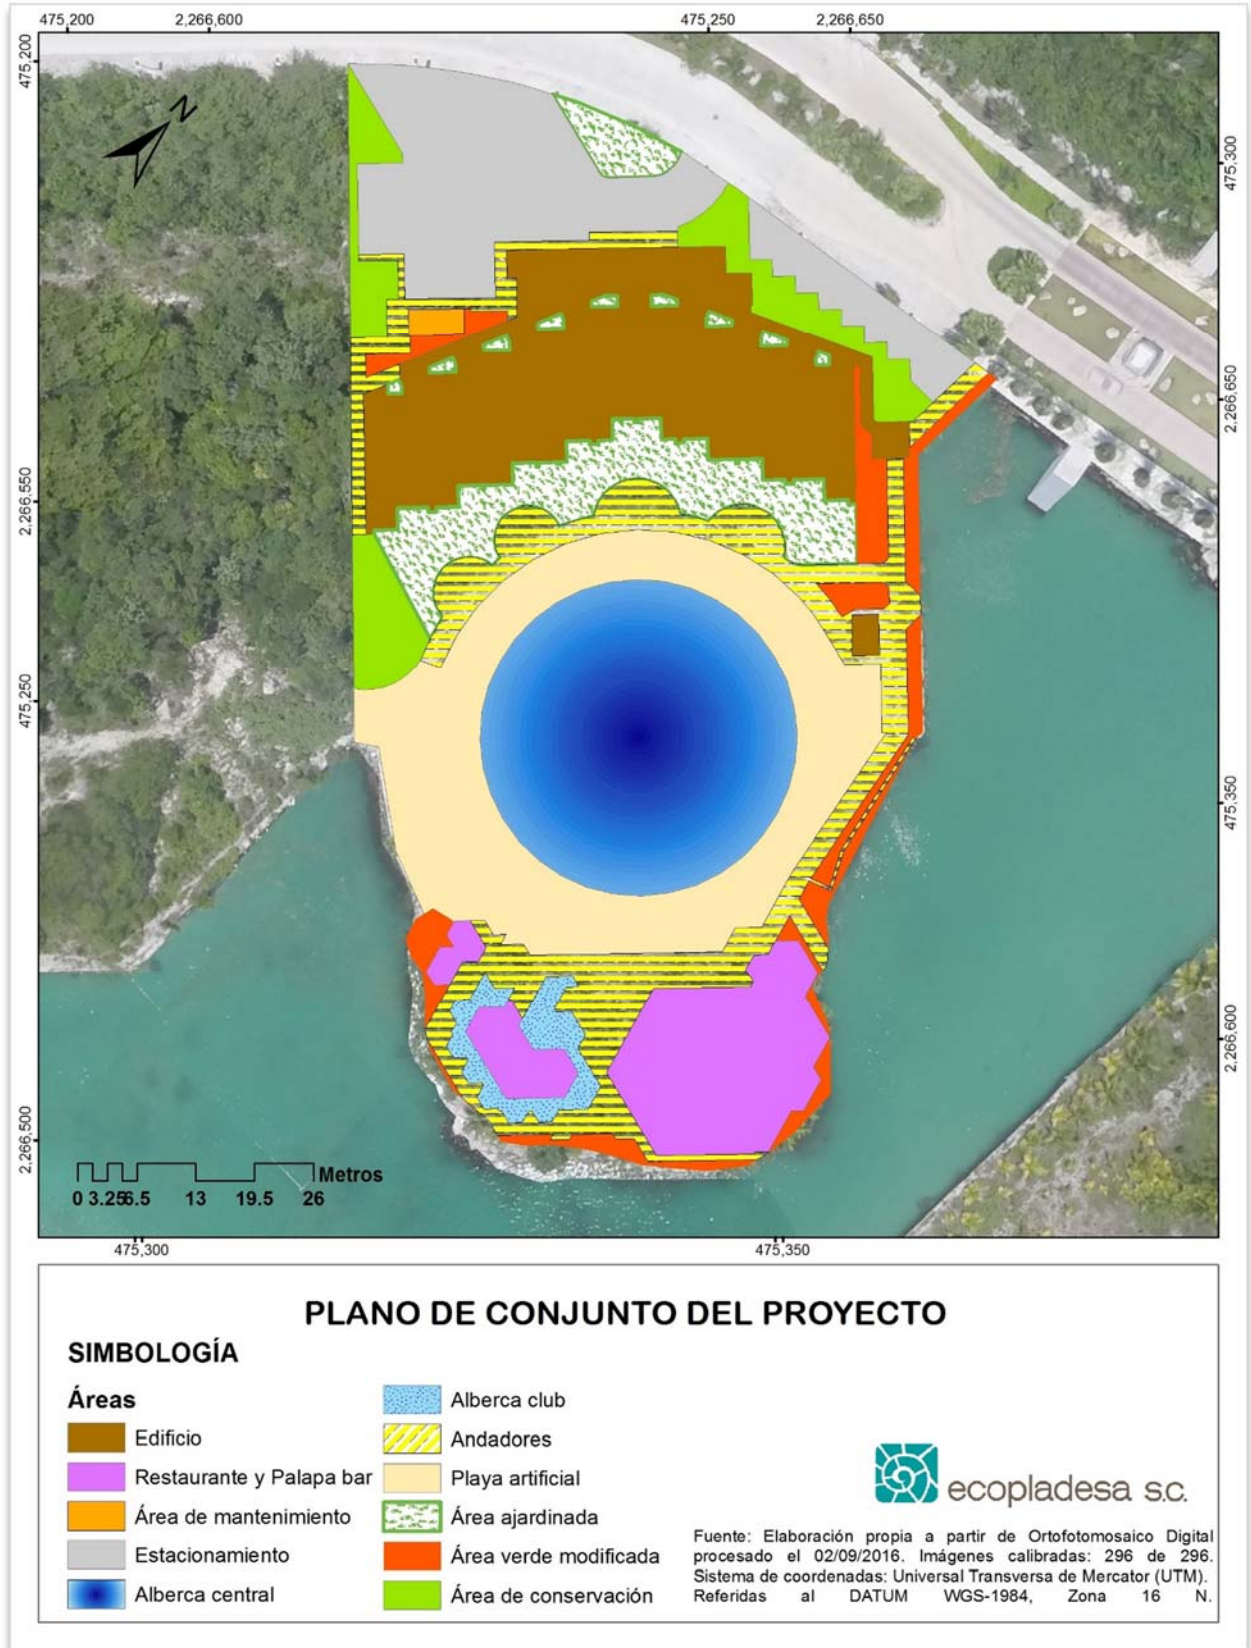 475,200 2,266,600 475,250 2,266,650
475,200
N
475,300
2,266,650
2,266,550
475,250
475,350
2,266,600
2,266,500
Metros
0 3.25 6.5 13 19.5 26
475,300 475,350
PLANO DE CONJUNTO DEL PROYECTO
SIMBOLOGÍA
Áreas
Edificio
Restaurante y Palapa bar
Área de mantenimiento
Estacionamiento
Alberca central
Alberca club
Andadores
Playa artificial
Área ajardinada
Área verde modificada
Área de conservación
ecopladesa s.c.
Fuente: Elaboración propia a partir de Ortofotomosaico Digital
procesado el 02/09/2016. Imágenes calibradas: 296 de 296.
Sistema de coordenadas: Universal Transversa de Mercator (UTM).
Referidas al DATUM WGS-1984, Zona 16 N.